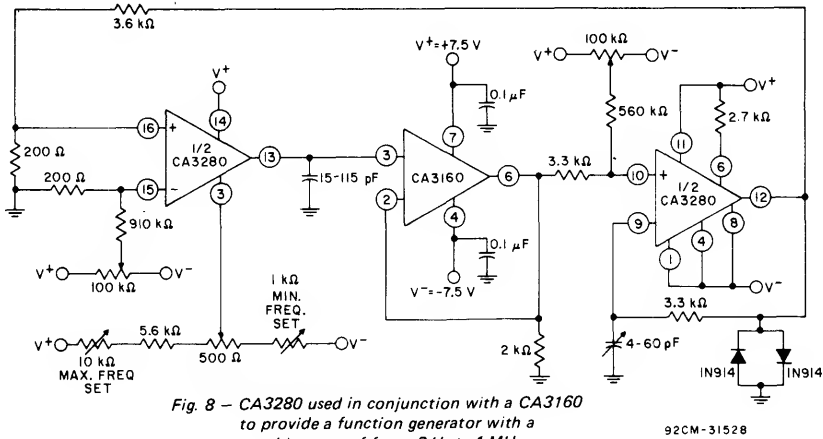 3.6 kΩ
V+
14
16
+
1/2
CA3280
13
200 Ω
200 Ω
15
−
3
15-115 pF
910 kΩ
V+
V−
100 kΩ
1 kΩ
MIN.
FREQ.
SET
V+
5.6 kΩ
V−
10 kΩ
500 Ω
MAX. FREQ
SET
V+=+7.5 V
0.1 µF
7
3
CA3160
6
2
4
0.1 µF
V−=-7.5 V
2 kΩ
100 kΩ
V+
V−
560 kΩ
V+
11
2.7 kΩ
3.3 kΩ
10
+
6
1/2
CA3280
12
9
−
8
4
1
V−
3.3 kΩ
4-60 pF
1N914
1N914
Fig. 8 – CA3280 used in conjunction with a CA3160
to provide a function generator with a
92CM-31528